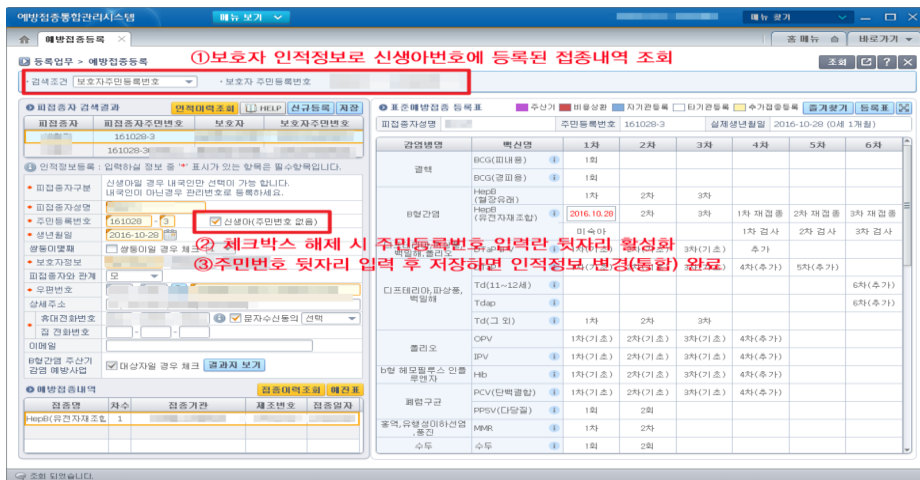 예방접종통합관리시스템
메뉴 보기
메뉴 찾기
예방접종등록
홈 메뉴
바로가기
①보호자 인적정보로 신생아번호에 등록된 접종내역 조회
등록업무 > 예방접종등록
조회
검색조건 보호자주민등록번호
보호자 주민등록번호
피접종자 검색결과
인적이력조회 HELP 신규등록 저장
피접종자 피접종자주민번호 보호자 보호자주민번호
161028-3
161028-3
인적정보등록 : 입력하실 정보 중 '*' 표시가 있는 항목은 필수항목입니다.
피접종자구분 신생아일 경우 내국인만 선택이 가능 합니다.
내국인이 아닌경우 관리번호로 등록하세요.
피접종자성명
주민등록번호 161028 - 3 신생아(주민번호 없음)
생년월일 2016-10-28
② 체크박스 해제 시 주민등록번호 입력란 뒷자리 활성화
쌍둥이몇째 쌍둥일 경우 체크
③주민번호 뒷자리 입력 후 저장하면 인적정보 변경(통합) 완료
보호자정보
피접종자와 관계 모
우편번호
상세주소
휴대전화번호 문자수신동의 선택
집 전화번호 - -
이메일
B형간염 주산기
감염 예방사업 대상자일 경우 체크 결과지 보기
예방접종내역
접종이력조회 예진표
접종명 차수 접종기관 제조번호 접종일자
HepB(유전자재조합 1
표준예방접종 등록표
주산기 비용상환 자기관등록 타기관등록 추가접종등록 즐겨찾기 등록표
피접종자성명 주민등록번호 161028-3 실제생년월일 2016-10-28 (0세 1개월)
감염병명 백신명 1차 2차 3차 4차 5차 6차
결핵 BCG(피내용) 1회
BCG(경피용) 1회
B형간염 HepB
(혈장유래) 1차 2차 3차
HepB
(유전자재조합) 2016.10.28 2차 3차 1차 재접종 2차 재접종 3차 재접종
미숙아 1차 검사 2차 검사 3차 검사
3차(기초) 추가
4차(추가) 5차(추가)
디프테리아,파상풍,
백일해
Td(11~12세) 6차(추가)
Tdap 6차(추가)
Td(그 외) 1차 2차 3차
폴리오 OPV 1차(기초) 2차(기초) 3차(기초) 4차(추가)
IPV 1차(기초) 2차(기초) 3차(기초) 4차(추가)
b형 헤모필루스 인플
루엔자 Hib 1차(기초) 2차(기초) 3차(기초) 4차(추가)
폐렴구균 PCV(단백결합) 1차(기초) 2차(기초) 3차(기초) 4차(추가)
PPSV(다당질) 1회 2회
홍역,유행성이하선염
,풍진 MMR 1차 2차
수두 수두 1회 2회
조회 되었습니다.